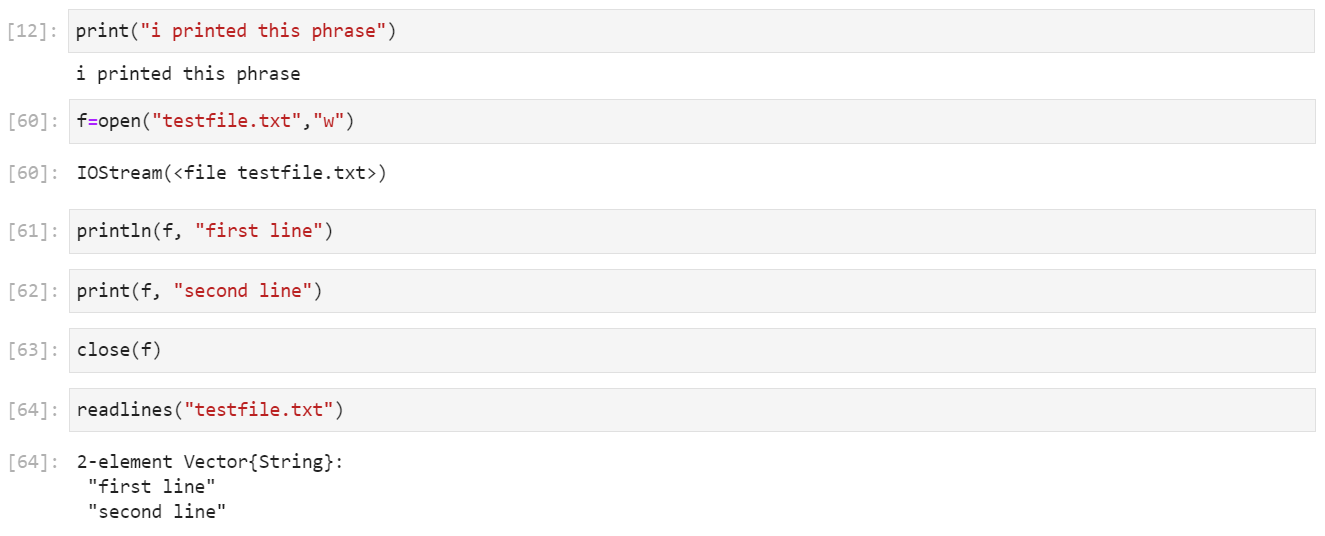 [12]: print("i printed this phrase")
i printed this phrase
[60]: f=open("testfile.txt","w")
[60]: IOStream(<file testfile.txt>)
[61]: println(f, "first line")
[62]: print(f, "second line")
[63]: close(f)
[64]: readlines("testfile.txt")
[64]: 2-element Vector{String}:
"first line"
"second line"